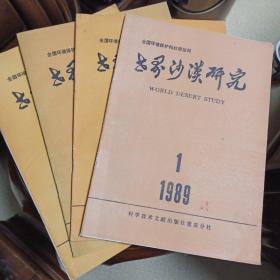 全国环境保护科技情报网
世界沙漠研究
WORLD DESERT STUDY
1
1989
科学技术文献出版社重庆分社